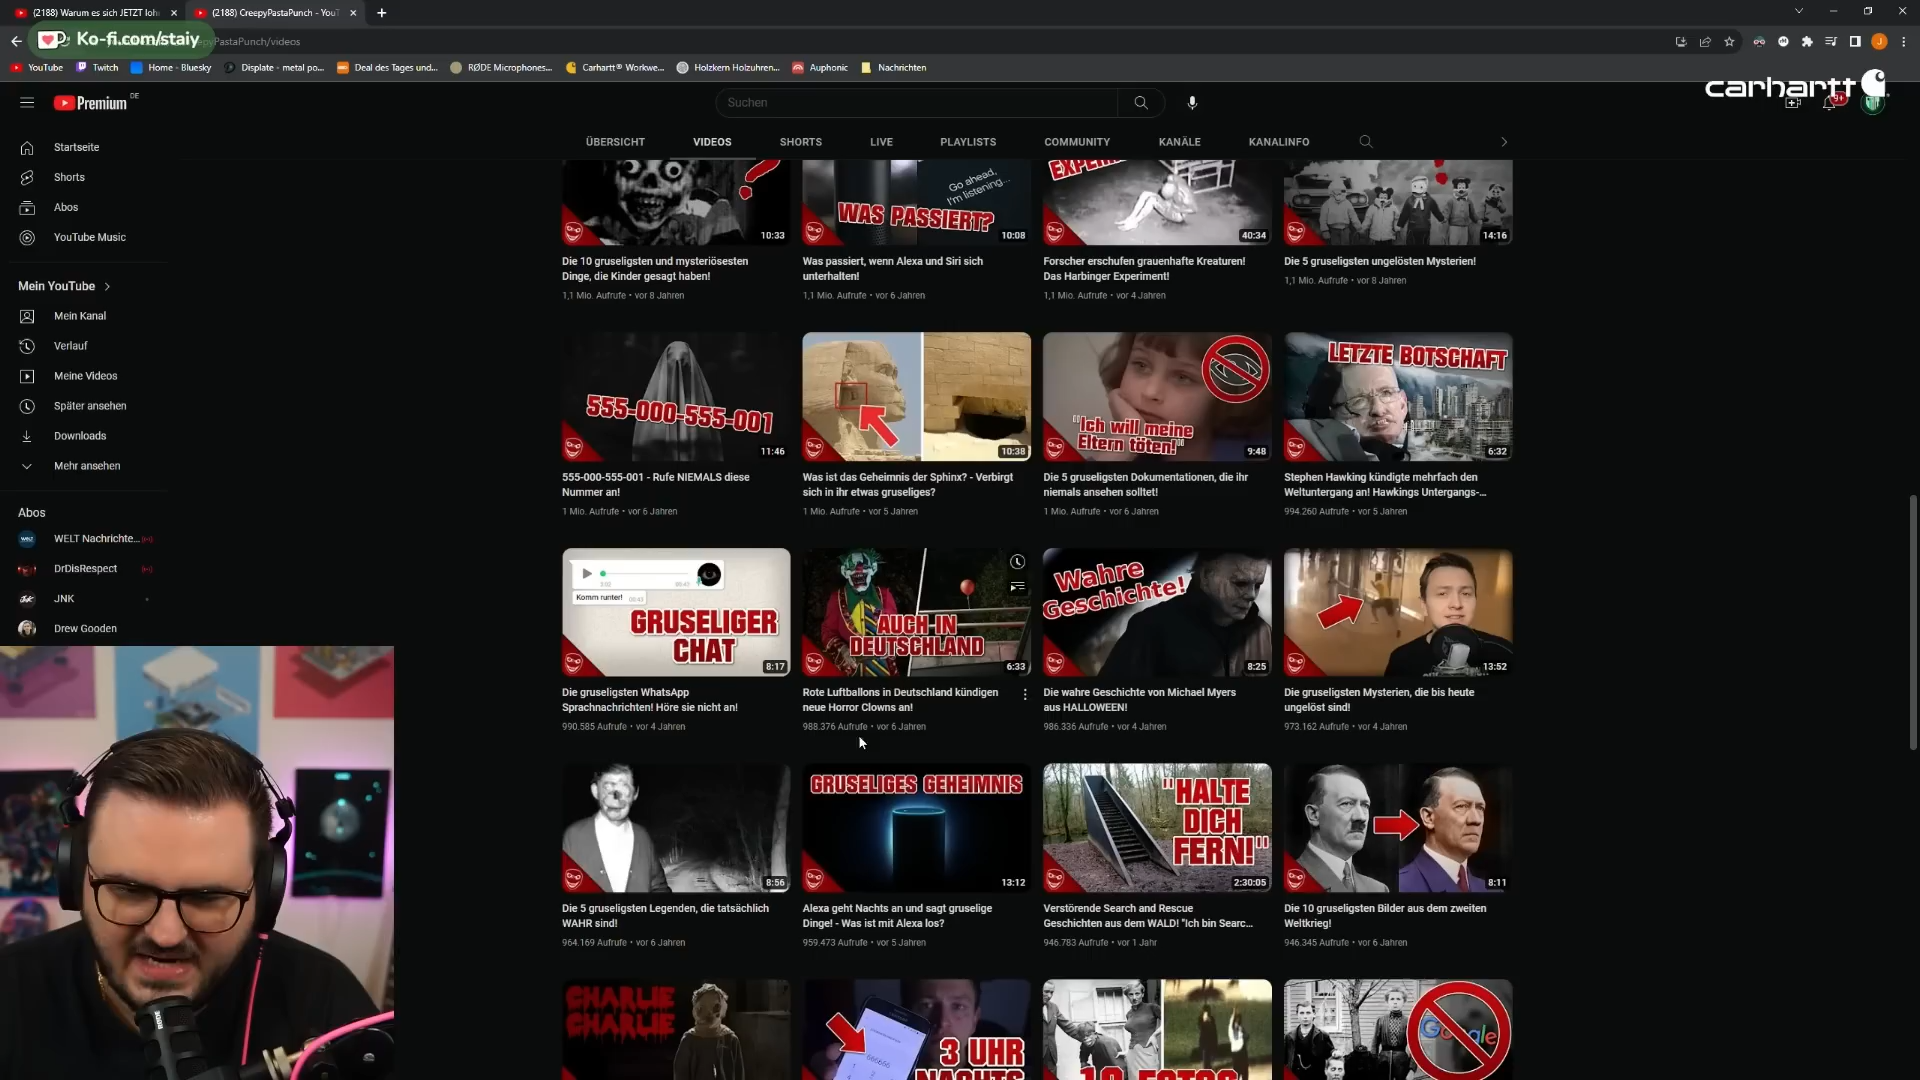 (2188) Warum es sich JETZT loh
(2188) CreepyPastaPunch - YouT
Ko-fi.com/staiy
pyPastaPunch/videos
YouTube
Twitch
Home - Bluesky
Displate - metal po...
Deal des Tages und...
RØDE Microphones...
Carhartt® Workwe...
Holzkern Holzuhren...
Auphonic
Nachrichten
carhartt
Premium DE
Suchen
9+
ÜBERSICHT
VIDEOS
SHORTS
LIVE
PLAYLISTS
COMMUNITY
KANÄLE
KANALINFO
Startseite
Shorts
Abos
YouTube Music
Mein YouTube
Mein Kanal
Verlauf
Meine Videos
Später ansehen
Downloads
Mehr ansehen
Abos
WELT Nachrichte...
DrDisRespect
JNK
Drew Gooden
?
10:33
Die 10 gruseligsten und mysteriösesten
Dinge, die Kinder gesagt haben!
1,1 Mio. Aufrufe • vor 8 Jahren
Go ahead,
I'm listening...
WAS PASSIERT?
10:08
Was passiert, wenn Alexa und Siri sich
unterhalten!
1,1 Mio. Aufrufe • vor 6 Jahren
40:34
Forscher erschufen grauenhafte Kreaturen!
Das Harbinger Experiment!
1,1 Mio. Aufrufe • vor 4 Jahren
14:16
Die 5 gruseligsten ungelösten Mysterien!
1,1 Mio. Aufrufe • vor 8 Jahren
555-000-555-001
11:46
555-000-555-001 - Rufe NIEMALS diese
Nummer an!
1 Mio. Aufrufe • vor 6 Jahren
10:38
Was ist das Geheimnis der Sphinx? - Verbirgt
sich in ihr etwas gruseliges?
1 Mio. Aufrufe • vor 5 Jahren
"Ich will meine
Eltern töten!"
9:48
Die 5 gruseligsten Dokumentationen, die ihr
niemals ansehen solltet!
1 Mio. Aufrufe • vor 6 Jahren
LETZTE BOTSCHAFT
6:32
Stephen Hawking kündigte mehrfach den
Weltuntergang an! Hawkings Untergangs-...
994.260 Aufrufe • vor 5 Jahren
Komm runter!
GRUSELIGER
CHAT
8:17
Die gruseligsten WhatsApp
Sprachnachrichten! Höre sie nicht an!
990.585 Aufrufe • vor 4 Jahren
AUCH IN
DEUTSCHLAND
6:33
Rote Luftballons in Deutschland kündigen
neue Horror Clowns an!
988.376 Aufrufe • vor 6 Jahren
Wahre
Geschichte!
8:25
Die wahre Geschichte von Michael Myers
aus HALLOWEEN!
986.336 Aufrufe • vor 4 Jahren
13:52
Die gruseligsten Mysterien, die bis heute
ungelöst sind!
973.162 Aufrufe • vor 4 Jahren
8:56
Die 5 gruseligsten Legenden, die tatsächlich
WAHR sind!
964.169 Aufrufe • vor 6 Jahren
GRUSELIGES GEHEIMNIS
13:12
Alexa geht Nachts an und sagt gruselige
Dinge! - Was ist mit Alexa los?
959.473 Aufrufe • vor 5 Jahren
"HALTE
DICH
FERN!"
2:30:05
Verstörende Search and Rescue
Geschichten aus dem WALD! "Ich bin Searc...
946.783 Aufrufe • vor 1 Jahr
8:11
Die 10 gruseligsten Bilder aus dem zweiten
Weltkrieg!
946.345 Aufrufe • vor 6 Jahren
CHARLIE
CHARLIE
3 UHR
NACHTS
10 FOTOS
Google
RØDE